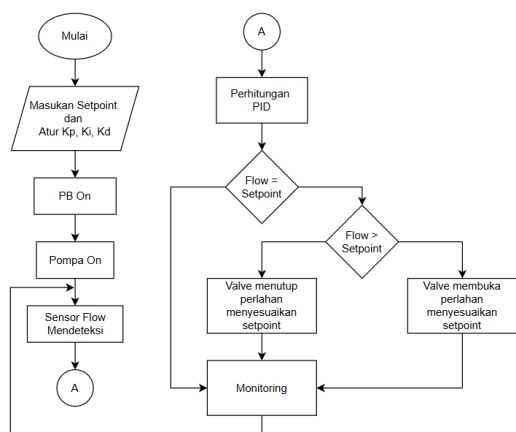 Mulai
Masukan Setpoint
dan
Atur Kp, Ki, Kd
PB On
Pompa On
Sensor Flow
Mendeteksi
A
A
Perhitungan
PID
Flow =
Setpoint
Flow >
Setpoint
Valve menutup
perlahan
menyesuaikan
setpoint
Valve membuka
perlahan
menyesuaikan
setpoint
Monitoring